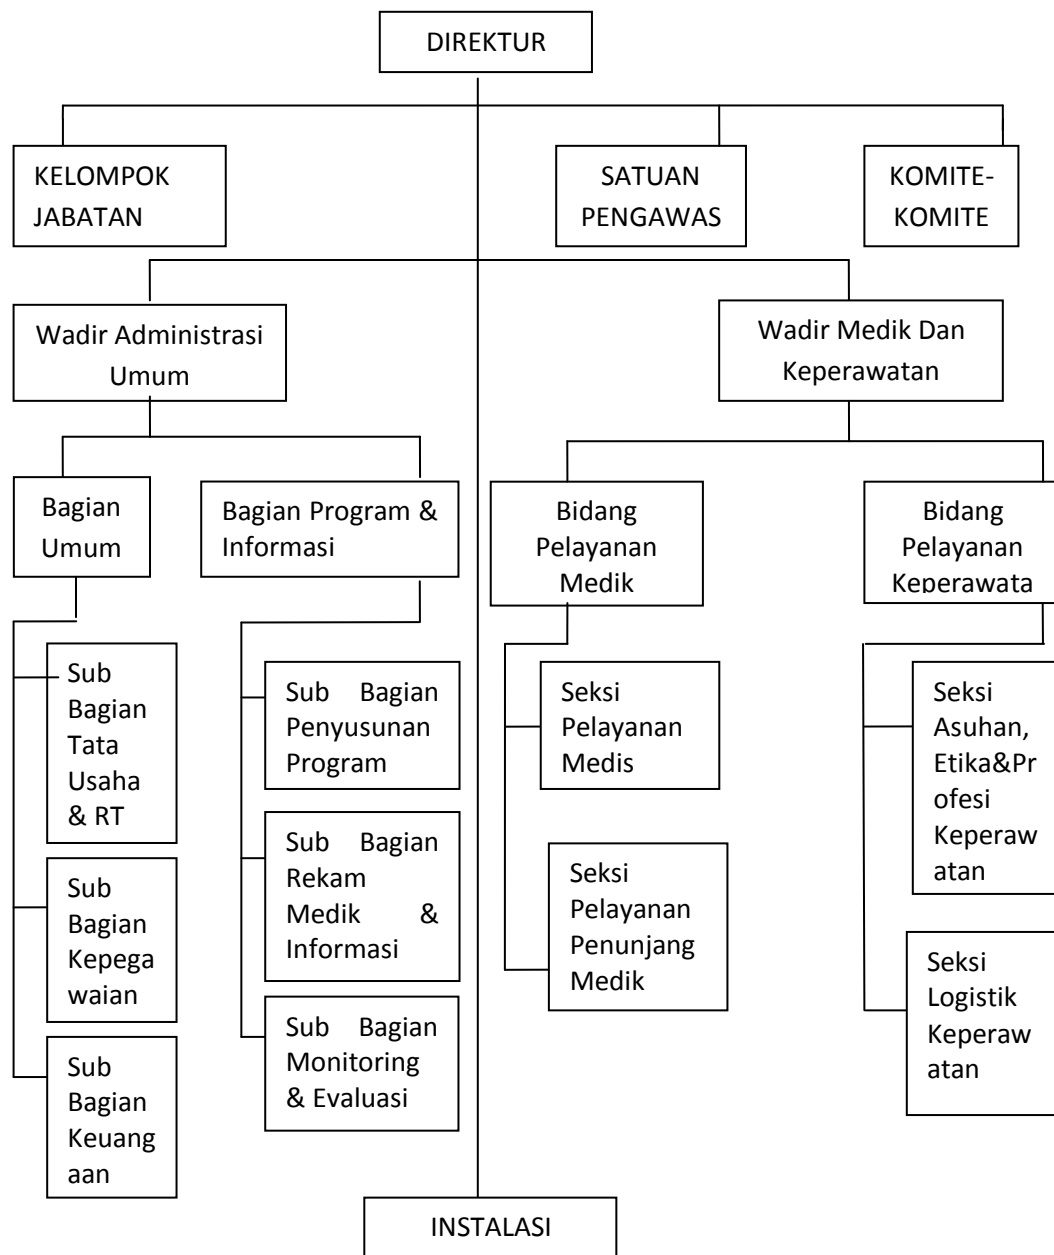 DIREKTUR
KELOMPOK
JABATAN
SATUAN
PENGAWAS
KOMITE-
KOMITE
Wadir Administrasi
Umum
Wadir Medik Dan
Keperawatan
Bagian
Umum
Bagian Program &
Informasi
Bidang
Pelayanan
Medik
Bidang
Pelayanan
Keperawata
Sub
Bagian
Tata
Usaha
& RT
Sub Bagian
Penyusunan
Program
Seksi
Pelayanan
Medis
Seksi
Asuhan,
Etika&Pr
ofesi
Keperaw
atan
Sub
Bagian
Kepega
waian
Sub Bagian
Rekam
Medik &
Informasi
Seksi
Pelayanan
Penunjang
Medik
Seksi
Logistik
Keperaw
atan
Sub
Bagian
Keuang
aan
Sub Bagian
Monitoring
& Evaluasi
INSTALASI